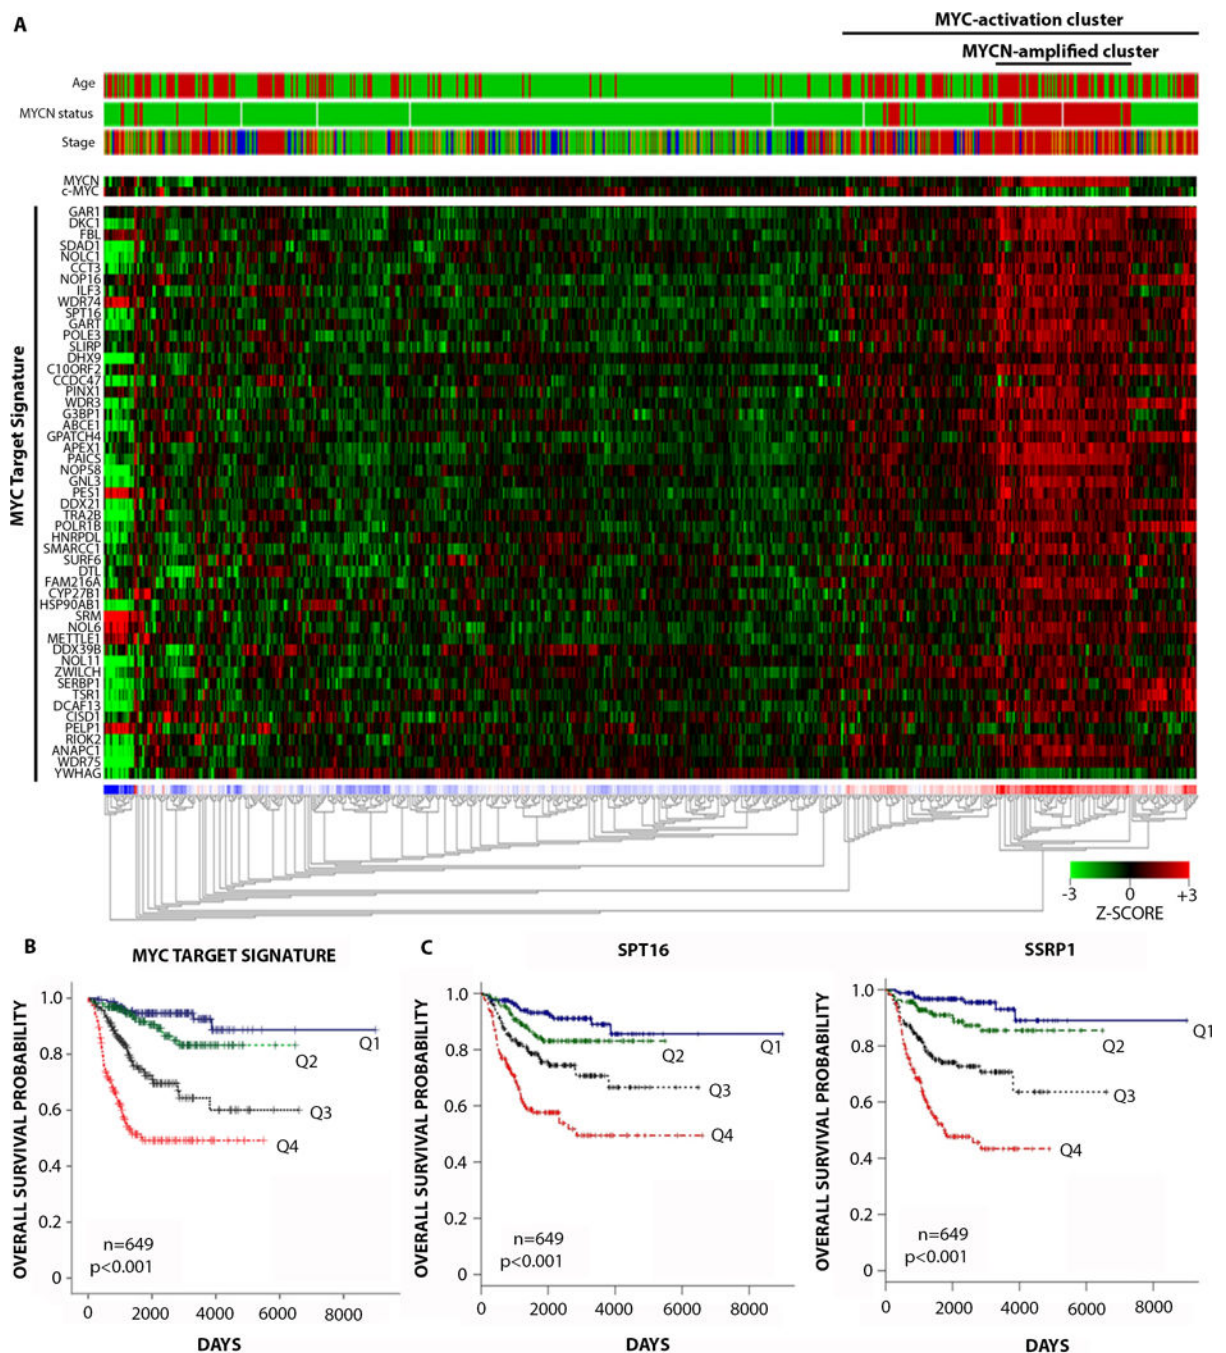 A
MYC-activation cluster
MYCN-amplified cluster
Age
MYCN status
Stage
MYCN
c-MYC
MYC Target Signature
GAR1
DKC1
FBL
SDAD1
NOLC1
CCT3
NOP16
ILF3
WDR74
SPT16
GART
POLE3
SLIRP
DHX9
C10ORF2
CCDC47
PINX1
WDR3
G3BP1
ABCE1
GPATCH4
APEX1
PAICS
NOP58
GNL3
PES1
DDX21
TRA2B
POLR1B
HNRPDL
SMARCC1
SURF6
DTL
FAM216A
CYP27B1
HSP90AB1
SRM
NOL6
METTLE1
DDX39B
NOL11
ZWILCH
SERBP1
TSR1
DCAF13
CISD1
PELP1
RIOK2
ANAPC1
WDR75
YWHAG
-3 0 +3
Z-SCORE
B
MYC TARGET SIGNATURE
OVERALL SURVIVAL PROBABILITY
1.0
0.8
0.6
0.4
0.2
0
Q1
Q2
Q3
Q4
n=649
p<0.001
0 2000 4000 6000 8000
DAYS
C
SPT16
OVERALL SURVIVAL PROBABILITY
1.0
0.8
0.6
0.4
0.2
0
Q1
Q2
Q3
Q4
n=649
p<0.001
0 2000 4000 6000 8000
DAYS
SSRP1
OVERALL SURVIVAL PROBABILITY
1.0
0.8
0.6
0.4
0.2
0
Q1
Q2
Q3
Q4
n=649
p<0.001
0 2000 4000 6000 8000
DAYS